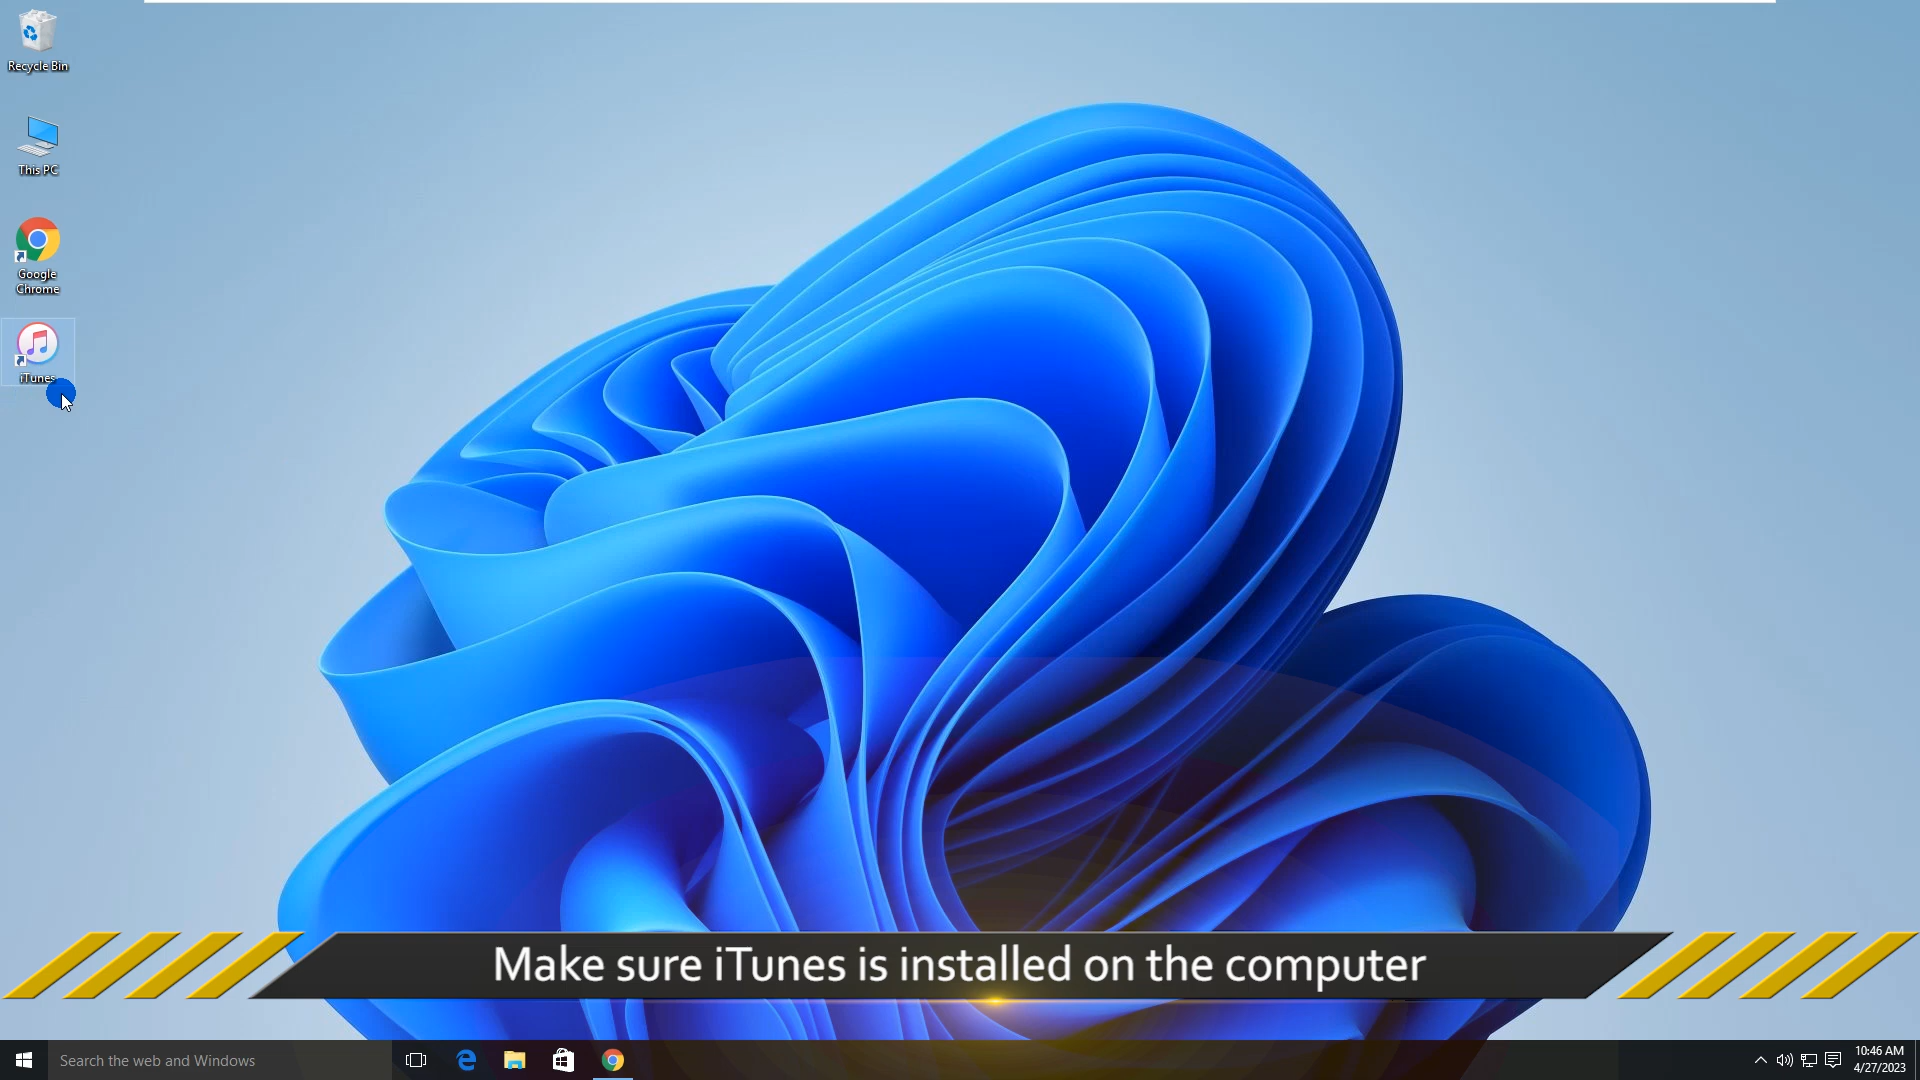 Recycle Bin
This PC
Google
Chrome
iTunes
Make sure iTunes is installed on the computer
Search the web and Windows
10:46 AM
4/27/2023